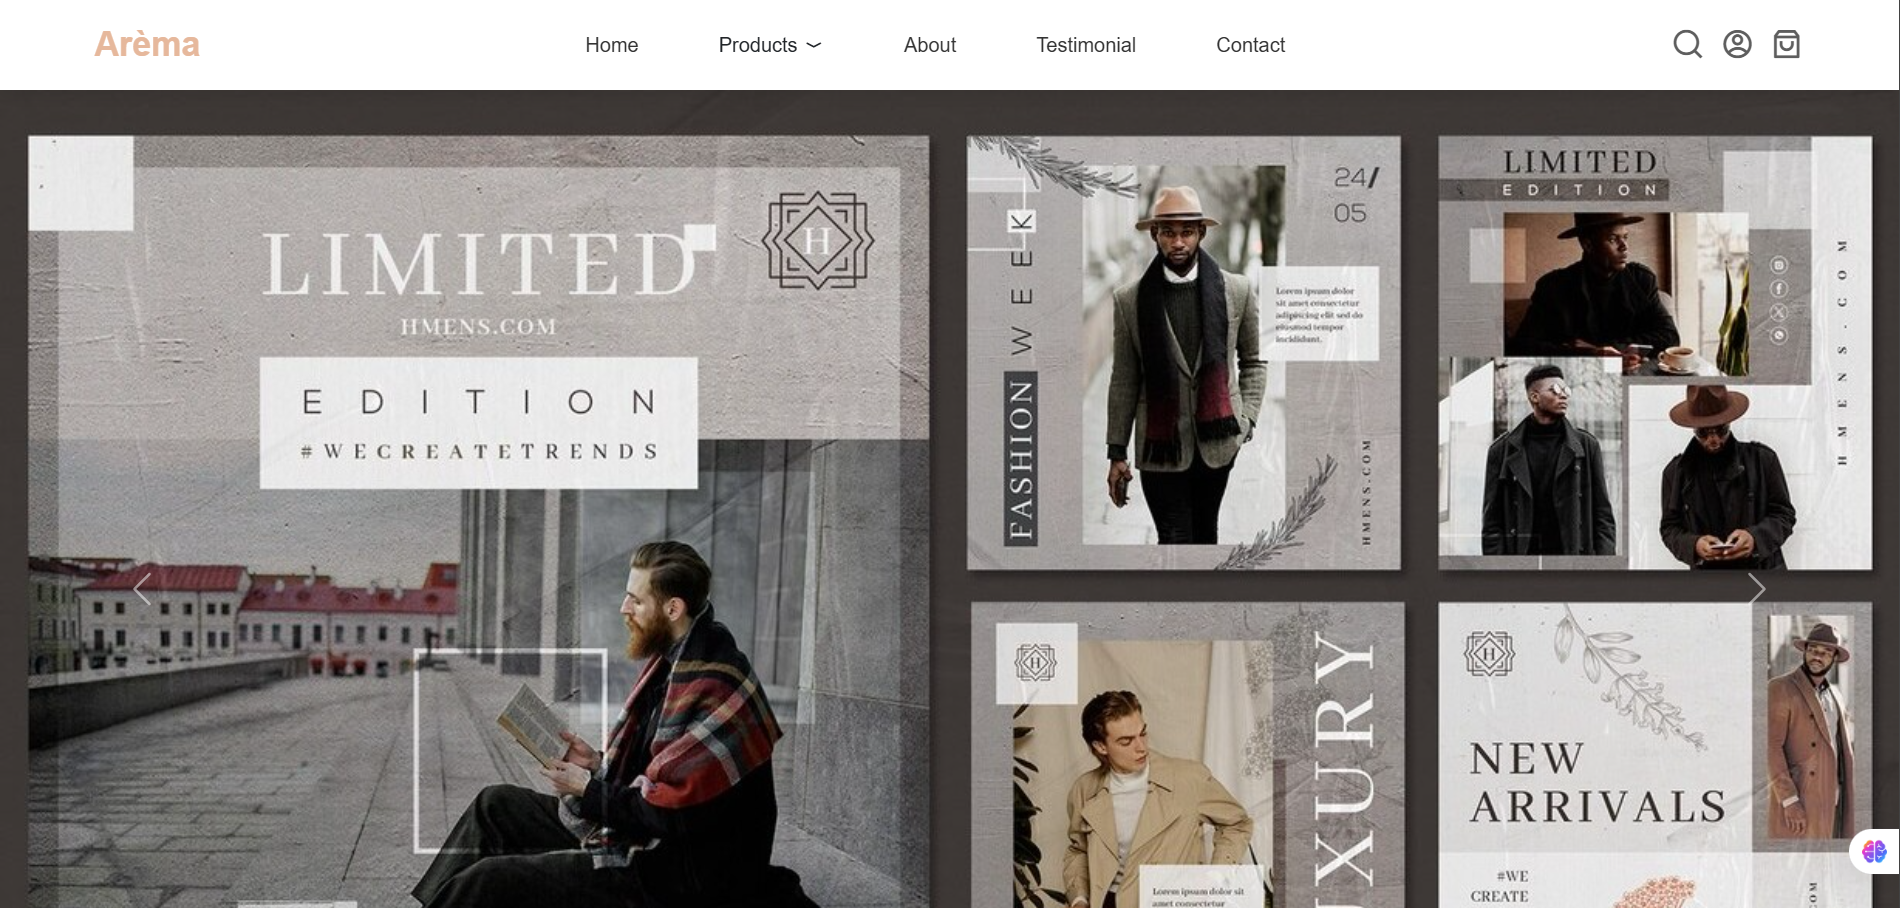 Arèma
Home
Products
About
Testimonial
Contact
LIMITED
H
HMENS.COM
EDITION
#WECREATETRENDS
24/
05
FASHION WEEK
Lorem ipsum dolor
sit amet consectetur
adipiscing elit sed do
eiusmod tempor
incididunt.
HMENS.COM
LIMITED
EDITION
HMENS.COM
H
UXURY
Lorem ipsum dolor sit
amet consectetur
H
NEW
ARRIVALS
#WE
CREATE
COM